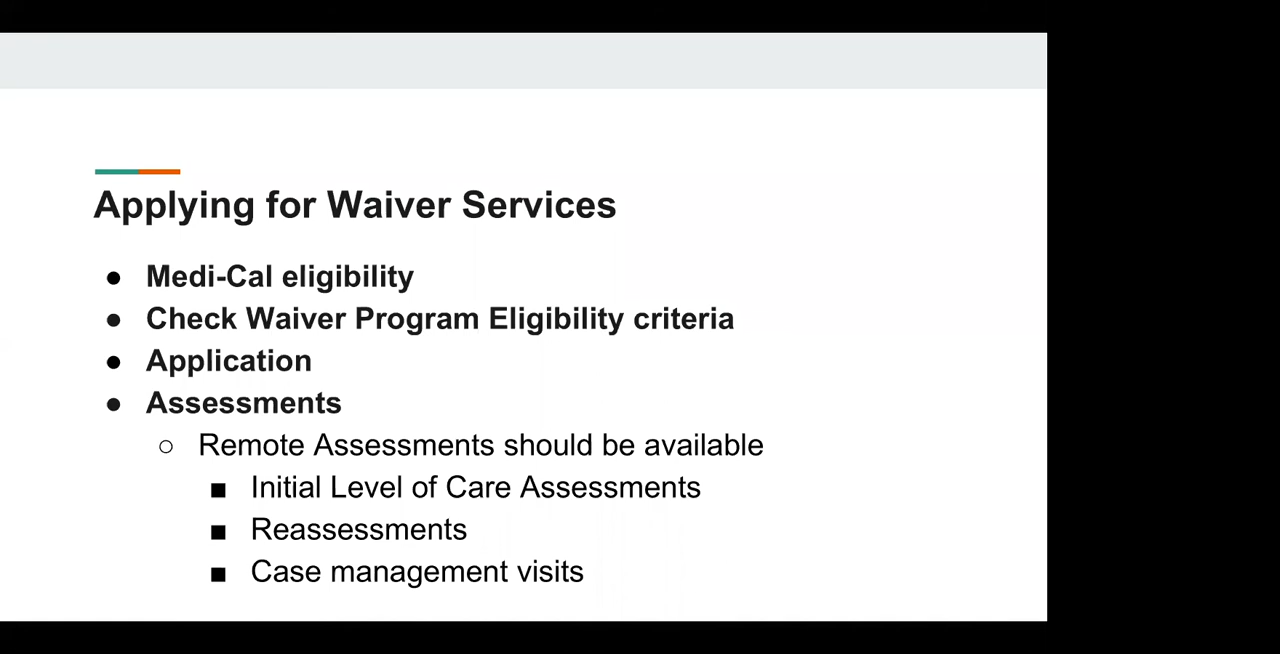 Applying for Waiver Services
● Medi-Cal eligibility
● Check Waiver Program Eligibility criteria
● Application
● Assessments
○ Remote Assessments should be available
■ Initial Level of Care Assessments
■ Reassessments
■ Case management visits